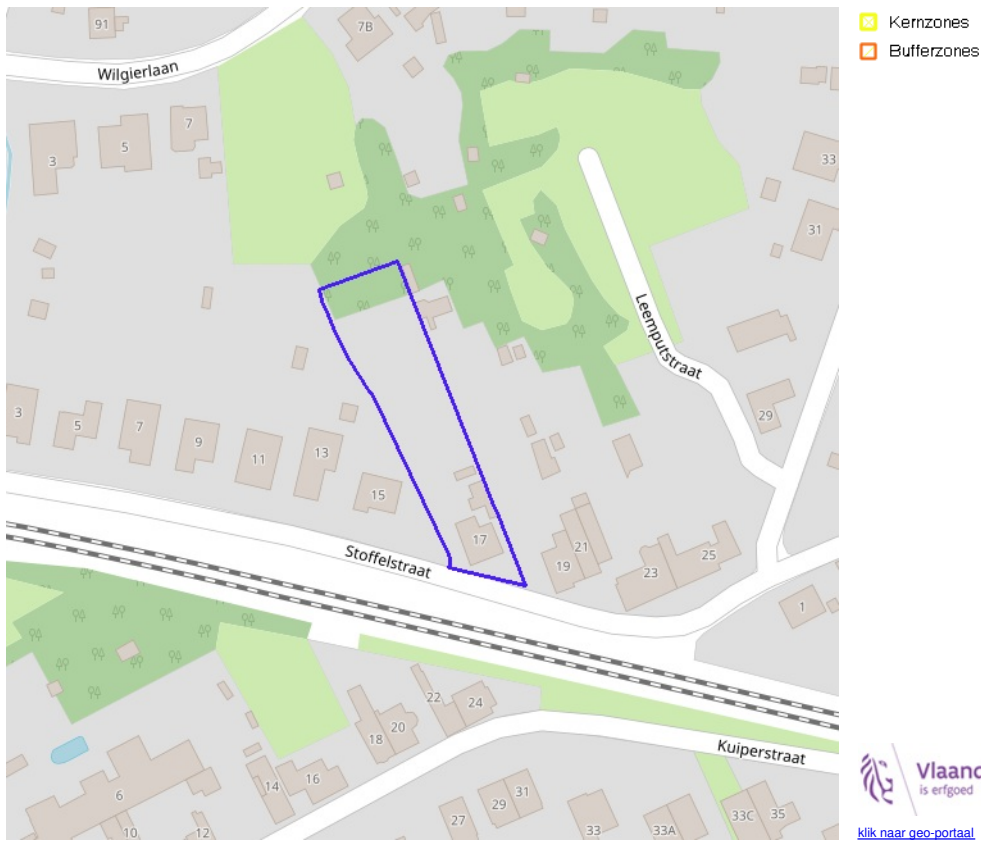 91
7B
Wilgierlaan
Kernzones
Bufferzones
3
5
7
33
31
Leemputstraat
29
3
5
7
9
11
13
15
17
19
21
23
25
1
Stoffelstraat
22
24
20
18
16
14
12
10
6
Kuiperstraat
27
29
31
33
33A
33C
35
Vlaand
is erfgoed
klik naar geo-portaal